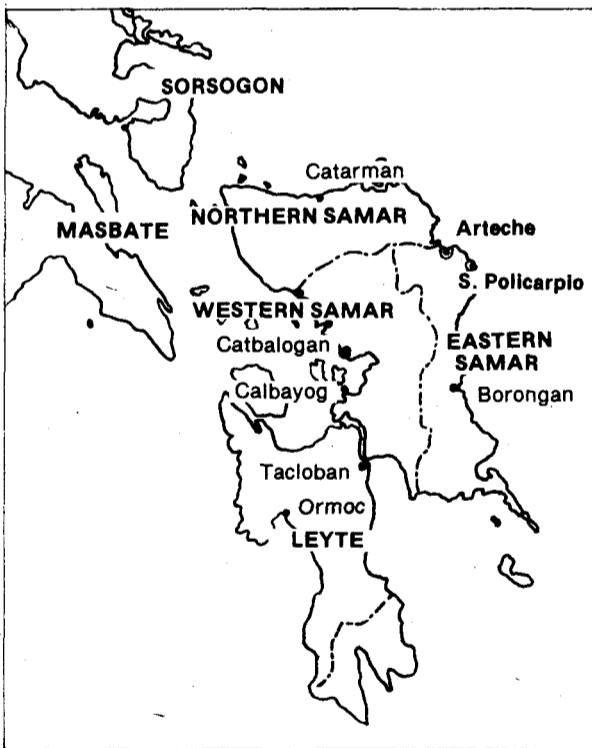 SORSOGON
Catarman
NORTHERN SAMAR
MASBATE
Arteche
S. Policarpio
WESTERN SAMAR
Catbalogan
EASTERN
SAMAR
Calbayog
Borongan
Tacloban
Ormoc
LEYTE